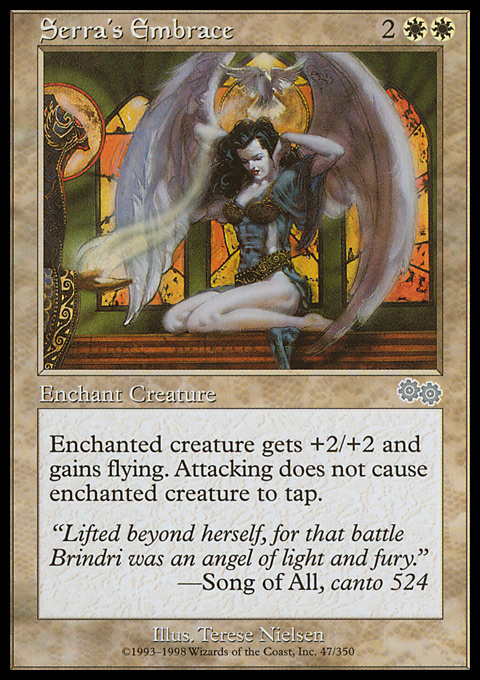 Serra's Embrace 2
Enchant Creature
Enchanted creature gets +2/+2 and
gains flying. Attacking does not cause
enchanted creature to tap.
“Lifted beyond herself, for that battle
Brindri was an angel of light and fury.”
—Song of All, canto 524
Illus. Terese Nielsen
©1993–1998 Wizards of the Coast, Inc. 47/350